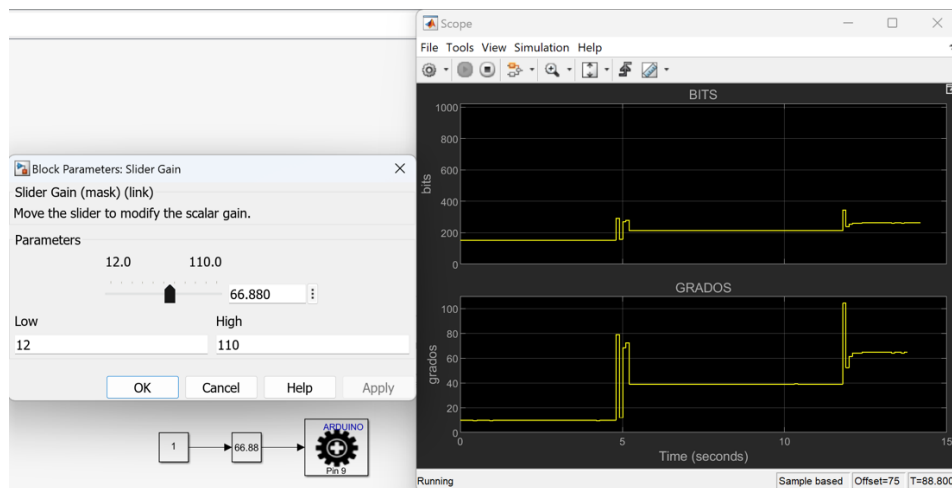 Scope
File Tools View Simulation Help
BITS
1000
800
600
400
200
0
bits
GRADOS
100
80
60
40
20
0
grados
0 5 10 15
Time (seconds)
Running
Sample based Offset=75 T=88.809
Block Parameters: Slider Gain
Slider Gain (mask) (link)
Move the slider to modify the scalar gain.
Parameters
12.0 110.0
66.880
Low High
12 110
OK Cancel Help Apply
1
66.88
ARDUINO
Pin 9